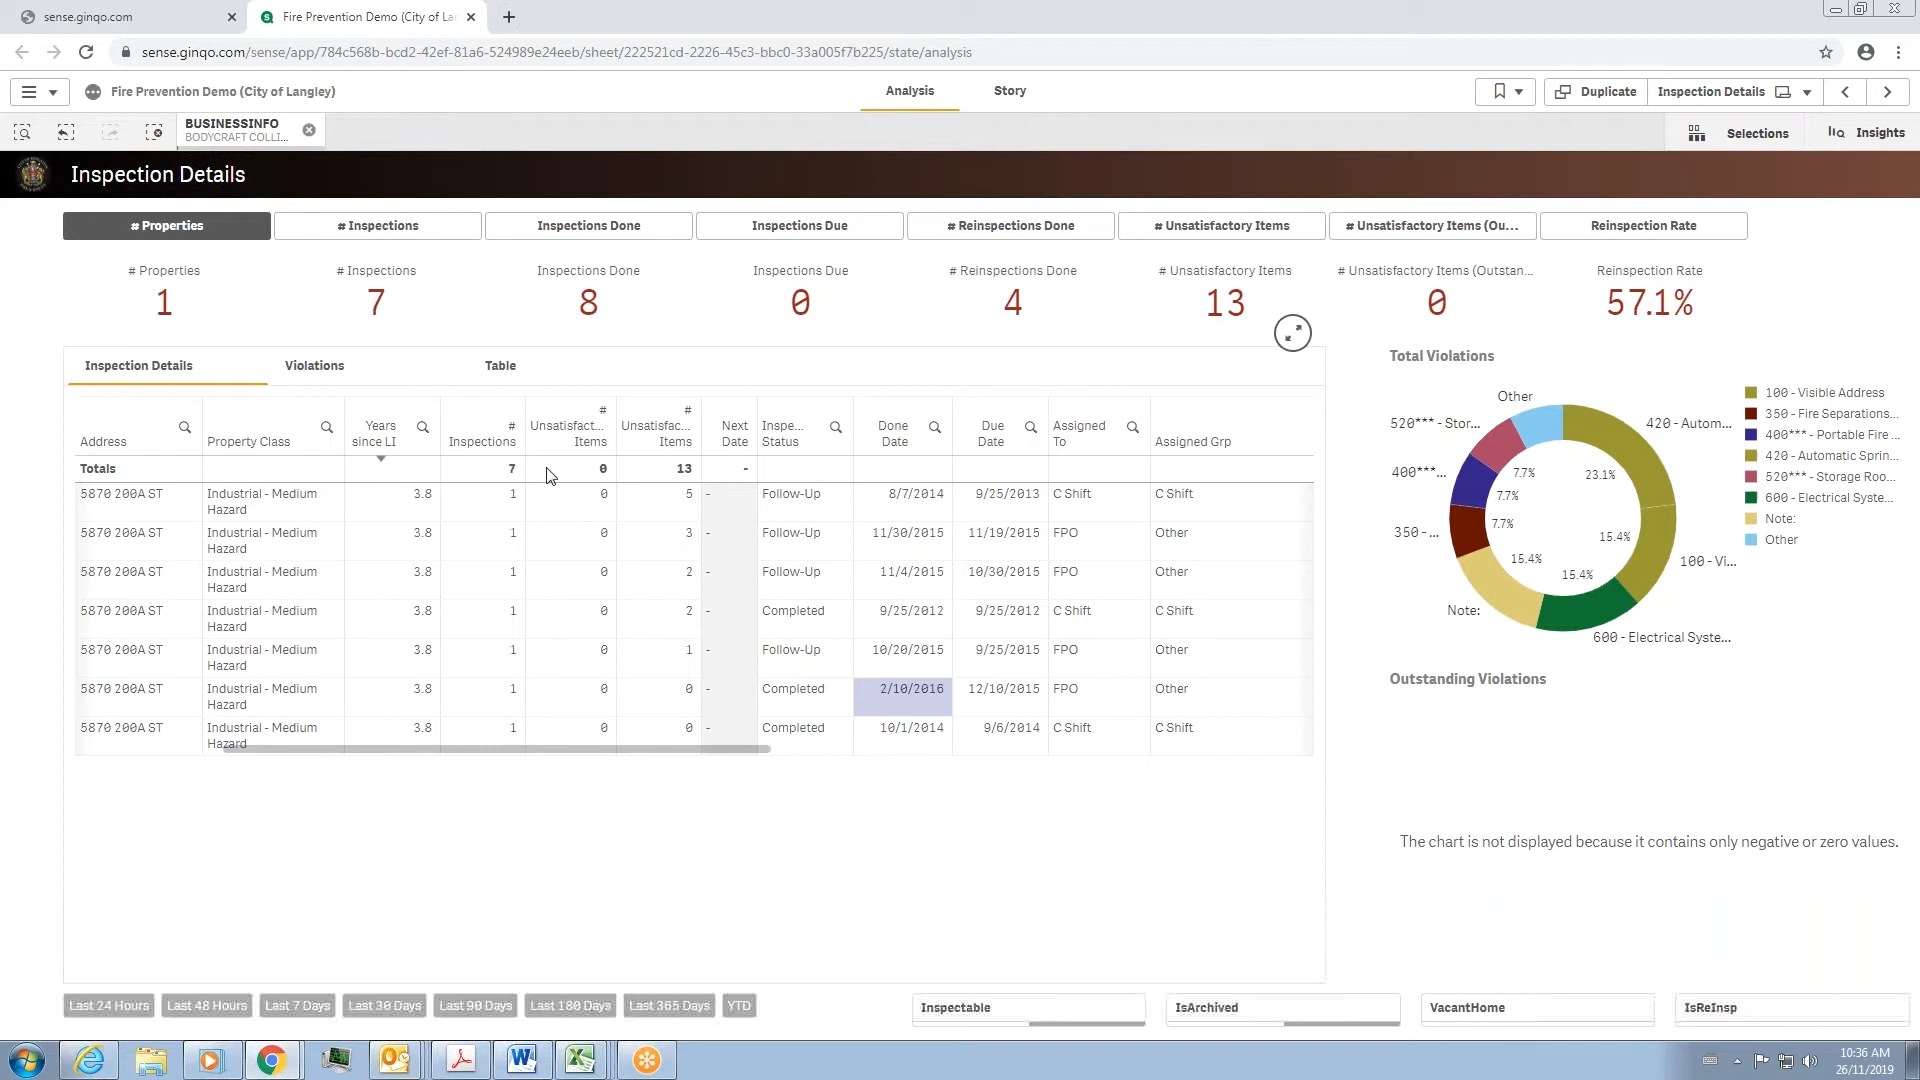 sense.ginqo.com
Fire Prevention Demo (City of Lar
sense.ginqo.com/sense/app/784c568b-bcd2-42ef-81a6-524989e24eeb/sheet/222521cd-2226-45c3-bbc0-33a005f7b225/state/analysis
Fire Prevention Demo (City of Langley) Analysis Story Duplicate Inspection Details
BUSINESSINFO
BODYCRAFT COLLI...
Selections Insights
Inspection Details
# Properties # Inspections Inspections Done Inspections Due # Reinspections Done # Unsatisfactory Items # Unsatisfactory Items (Ou... Reinspection Rate
# Properties # Inspections Inspections Done Inspections Due # Reinspections Done # Unsatisfactory Items # Unsatisfactory Items (Outstan... Reinspection Rate
1 7 8 0 4 13 0 57.1%
Inspection Details Violations Table
Address Property Class Years since LI # Inspections # Unsatisfact... Items # Unsatisfac... Items Next Date Inspe... Status Done Date Due Date Assigned To Assigned Grp
Totals 7 0 13 -
5870 200A ST Industrial - Medium Hazard 3.8 1 0 5 - Follow-Up 8/7/2014 9/25/2013 C Shift C Shift
5870 200A ST Industrial - Medium Hazard 3.8 1 0 3 - Follow-Up 11/30/2015 11/19/2015 FPO Other
5870 200A ST Industrial - Medium Hazard 3.8 1 0 2 - Follow-Up 11/4/2015 10/30/2015 FPO Other
5870 200A ST Industrial - Medium Hazard 3.8 1 0 2 - Completed 9/25/2012 9/25/2012 C Shift C Shift
5870 200A ST Industrial - Medium Hazard 3.8 1 0 1 - Follow-Up 10/20/2015 9/25/2015 FPO Other
5870 200A ST Industrial - Medium Hazard 3.8 1 0 0 - Completed 2/10/2016 12/10/2015 FPO Other
5870 200A ST Industrial - Medium Hazard 3.8 1 0 0 - Completed 10/1/2014 9/6/2014 C Shift C Shift
Total Violations
Other
520*** - Stor...
420 - Autom...
400***...
350 - ...
100 - Vi...
Note:
600 - Electrical Syste...
7.7%
23.1%
7.7%
7.7%
15.4%
15.4%
15.4%
100 - Visible Address
350 - Fire Separations...
400*** - Portable Fire ...
420 - Automatic Sprin...
520*** - Storage Roo...
600 - Electrical Syste...
Note:
Other
Outstanding Violations
The chart is not displayed because it contains only negative or zero values.
Last 24 Hours Last 48 Hours Last 7 Days Last 30 Days Last 90 Days Last 180 Days Last 365 Days YTD
Inspectable IsArchived VacantHome IsReInsp
10:36 AM
26/11/2019